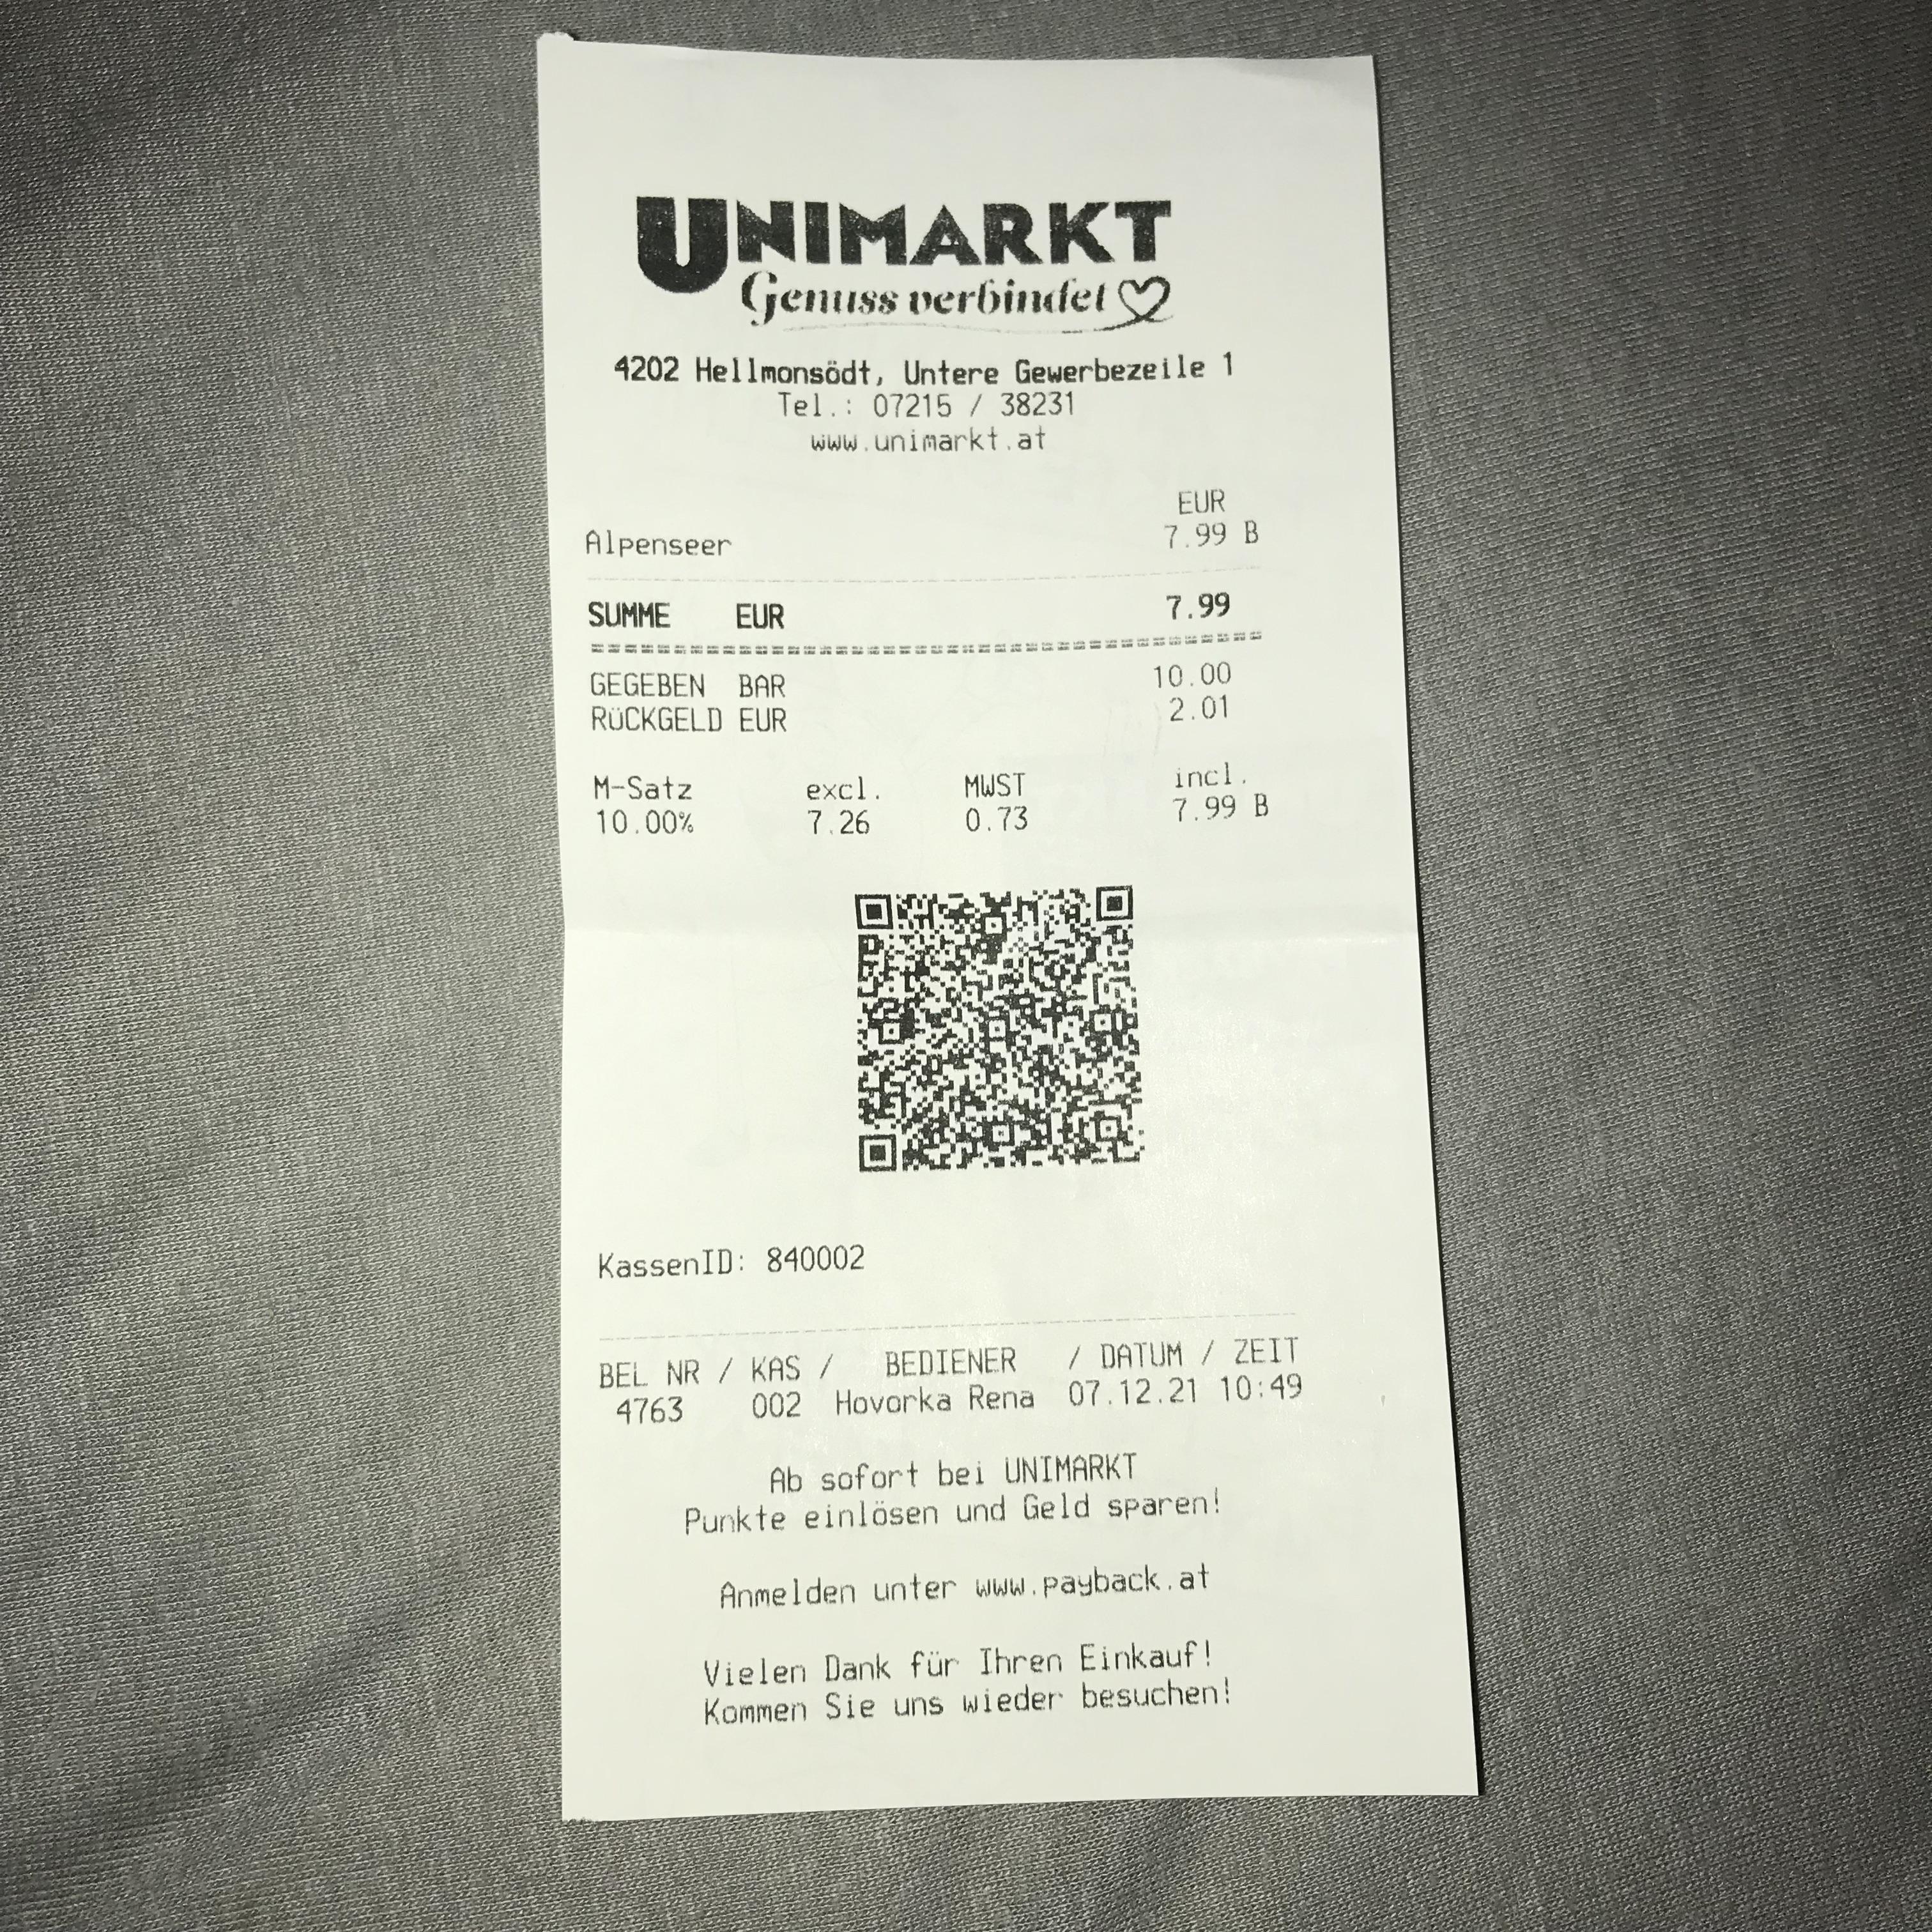 UNIMARKT
Genuss verbindet
4202 Hellmonsödt, Untere Gewerbezeile 1
Tel.: 07215 / 38231
www.unimarkt.at
EUR
Alpenseer 7.99 B
SUMME EUR 7.99
GEGEBEN BAR 10.00
RÜCKGELD EUR 2.01
M-Satz excl. MWST incl.
10.00% 7.26 0.73 7.99 B
KassenID: 840002
BEL NR / KAS / BEDIENER / DATUM / ZEIT
4763 002 Hovorka Rena 07.12.21 10:49
Ab sofort bei UNIMARKT
Punkte einlösen und Geld sparen!
Anmelden unter www.payback.at
Vielen Dank für Ihren Einkauf!
Kommen Sie uns wieder besuchen!